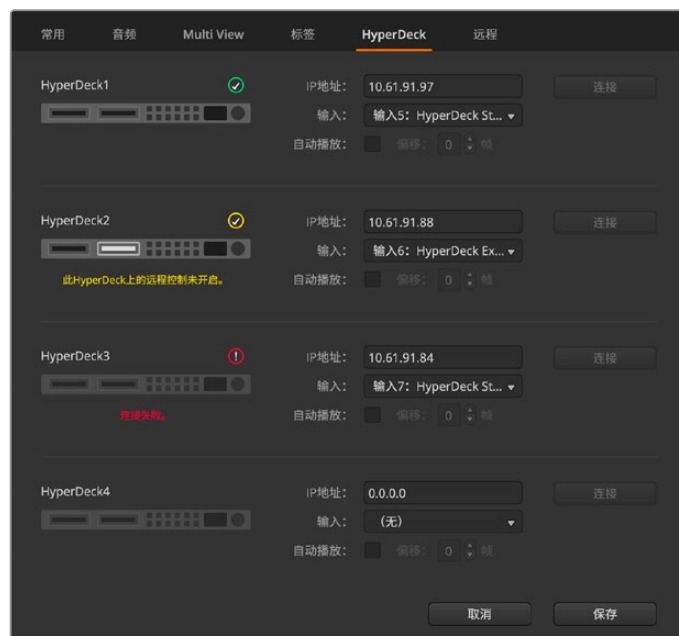 常用 音频 Multi View 标签 HyperDeck 远程
HyperDeck1 IP地址： 10.61.91.97 连接
输入： 输入5：HyperDeck St...
自动播放： 偏移： 0 帧
HyperDeck2 IP地址： 10.61.91.88 连接
输入： 输入6：HyperDeck Ex...
此HyperDeck上的远程控制未开启。
自动播放： 偏移： 0 帧
HyperDeck3 IP地址： 10.61.91.84 连接
输入： 输入7：HyperDeck St...
连接失败。
自动播放： 偏移： 0 帧
HyperDeck4 IP地址： 0.0.0.0 连接
输入： （无）
自动播放： 偏移： 0 帧
取消 保存